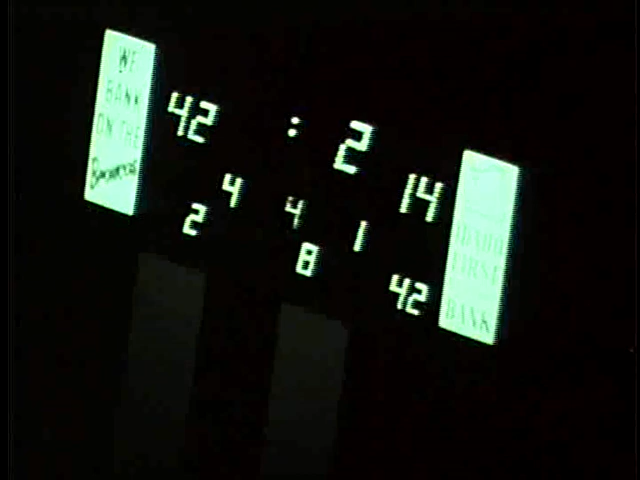 WE
BANK
ON THE
BRONCOS
42 : 2 14
2 4 4 1
8 42
IDAHO
FIRST
BANK